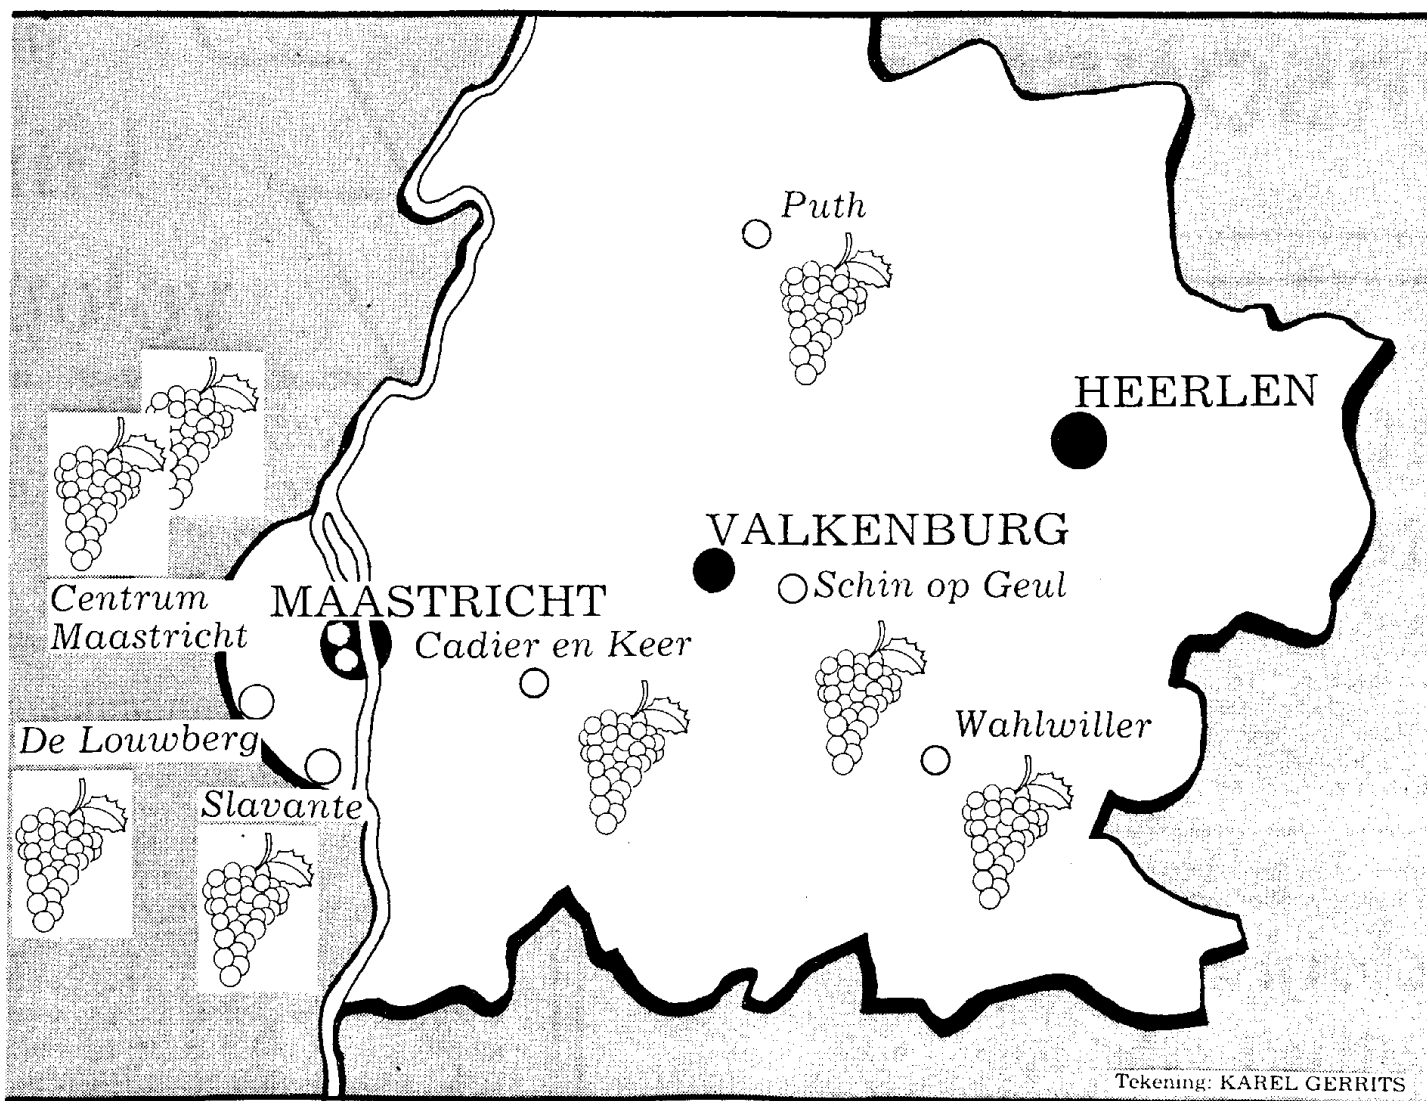 Puth
HEERLEN
VALKENBURG
Schin op Geul
Centrum
Maastricht
MAASTRICHT
Cadier en Keer
De Louwberg
Wahlwiller
Slavante
Tekening: KAREL GERRITS